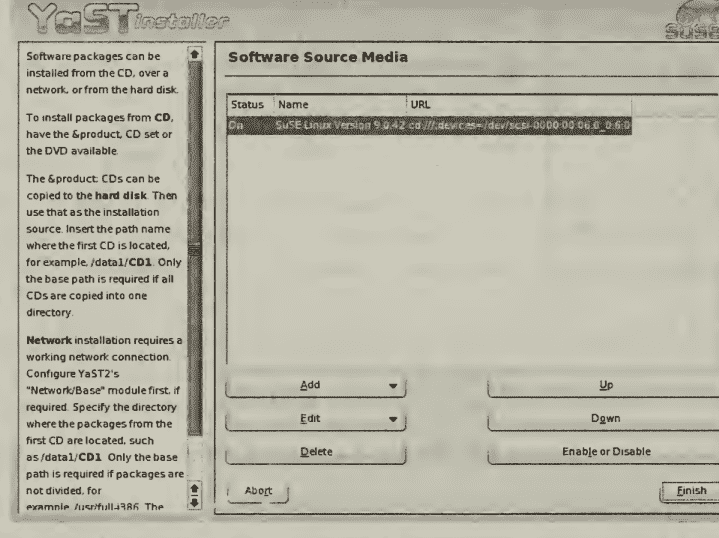 YaST installer
SuSE
Software packages can be
installed from the CD, over a
network, or from the hard disk.
To install packages from CD,
have the &product; CD set or
the DVD available.
The &product; CDs can be
copied to the hard disk. Then
use that as the installation
source. Insert the path name
where the first CD is located,
for example, /data1/CD1. Only
the base path is required if all
CDs are copied into one
directory.
Network installation requires a
working network connection.
Configure YaST2's
"Network/Base" module first, if
required. Specify the directory
where the packages from the
first CD are located, such
as /data1/CD1. Only the base
path is required if packages are
not divided, for
example, /usr/full-i386. The
Software Source Media
Status Name URL
On SuSE Linux Version 9.0.42
Add
Up
Edit
Down
Delete
Enable or Disable
Abort
Finish